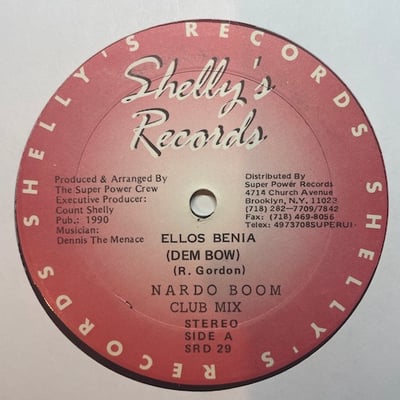 SHELLY'S RECORDS SHELLY'S RECORDS SHELLY'S RECORDS
Shelly's
Records
Produced & Arranged By
The Super Power Crew
Executive Producer:
Count Shelly
Pub.: 1990
Musician:
Dennis The Menace
Distributed By
Super Power Records
4714 Church Avenue
Brooklyn, N.Y. 11023
(718) 282-7709/7842
Fax: (718) 469-8056
Telex: 4973708SUPERUI
ELLOS BENIA
(DEM BOW)
(R. Gordon)
NARDO BOOM
CLUB MIX
STEREO
SIDE A
SRD 29